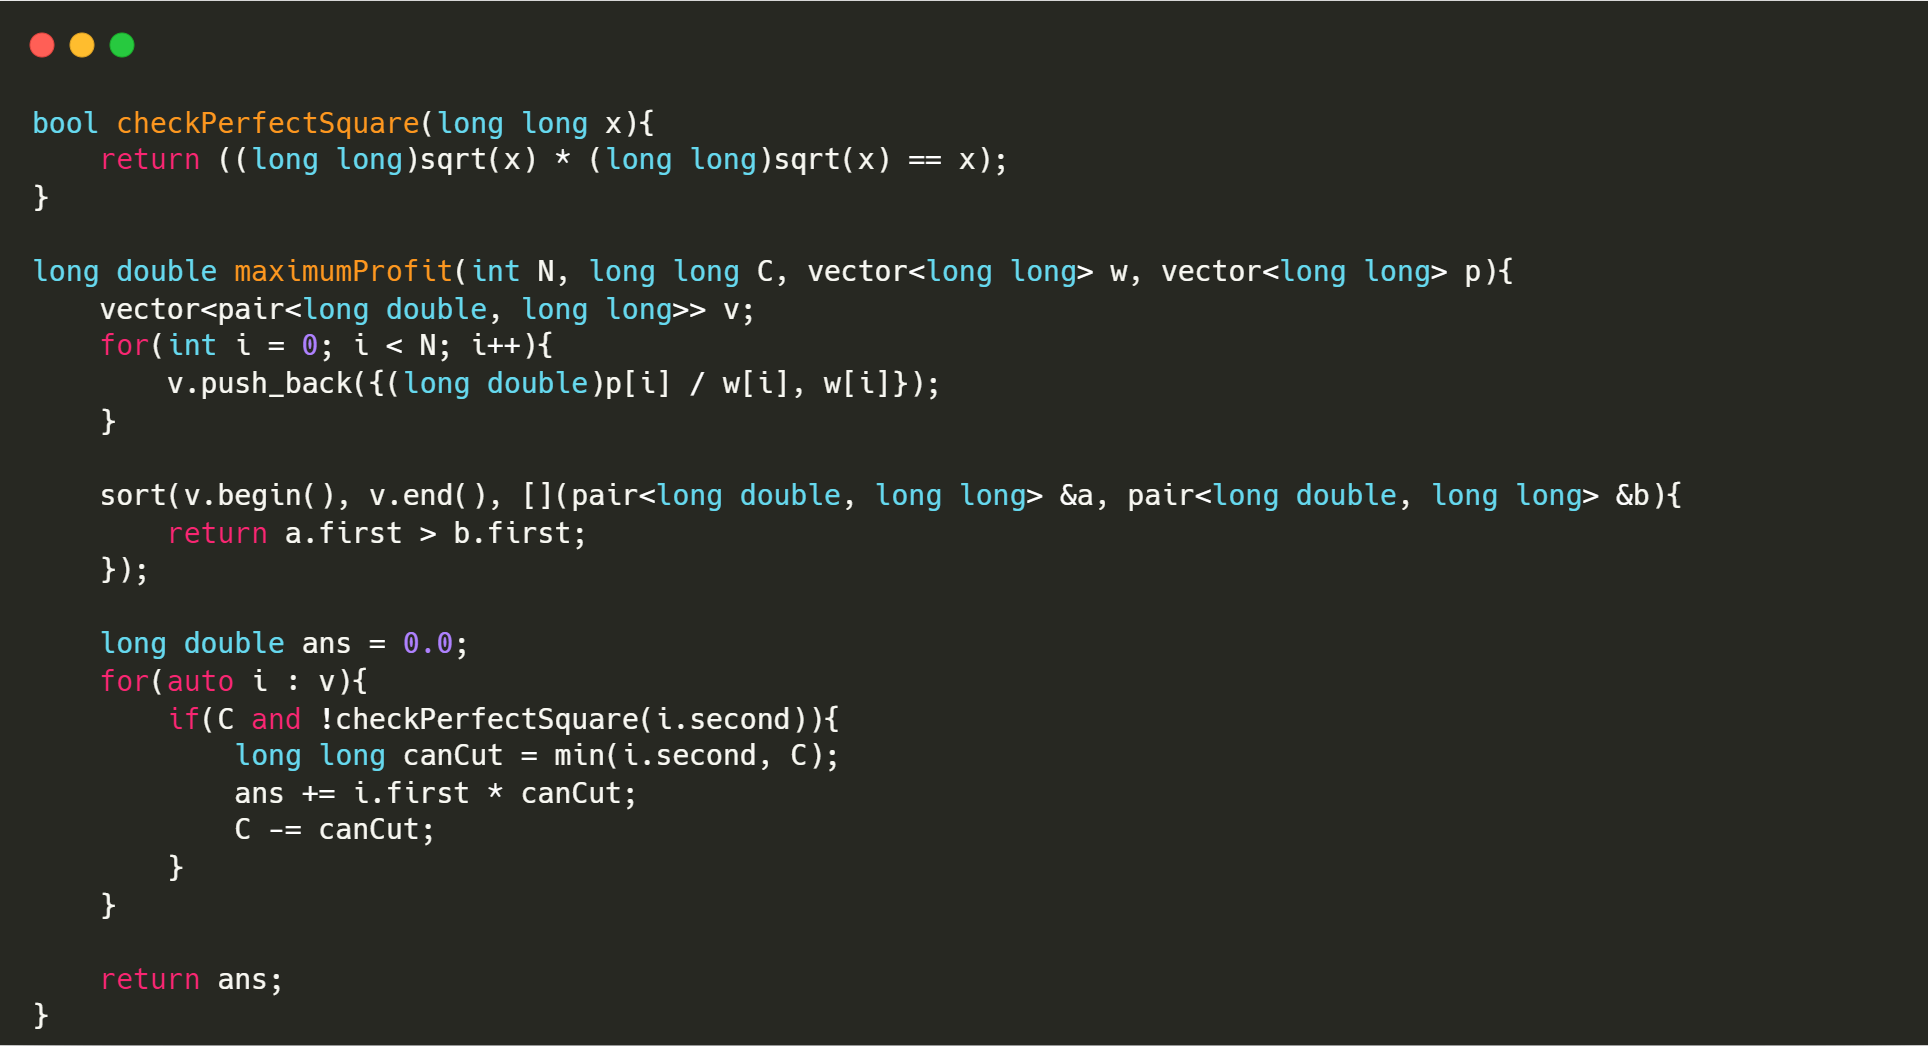 bool checkPerfectSquare(long long x){
    return ((long long)sqrt(x) * (long long)sqrt(x) == x);
}

long double maximumProfit(int N, long long C, vector<long long> w, vector<long long> p){
    vector<pair<long double, long long>> v;
    for(int i = 0; i < N; i++){
        v.push_back({(long double)p[i] / w[i], w[i]});
    }

    sort(v.begin(), v.end(), [](pair<long double, long long> &a, pair<long double, long long> &b){
        return a.first > b.first;
    });

    long double ans = 0.0;
    for(auto i : v){
        if(C and !checkPerfectSquare(i.second)){
            long long canCut = min(i.second, C);
            ans += i.first * canCut;
            C -= canCut;
        }
    }

    return ans;
}